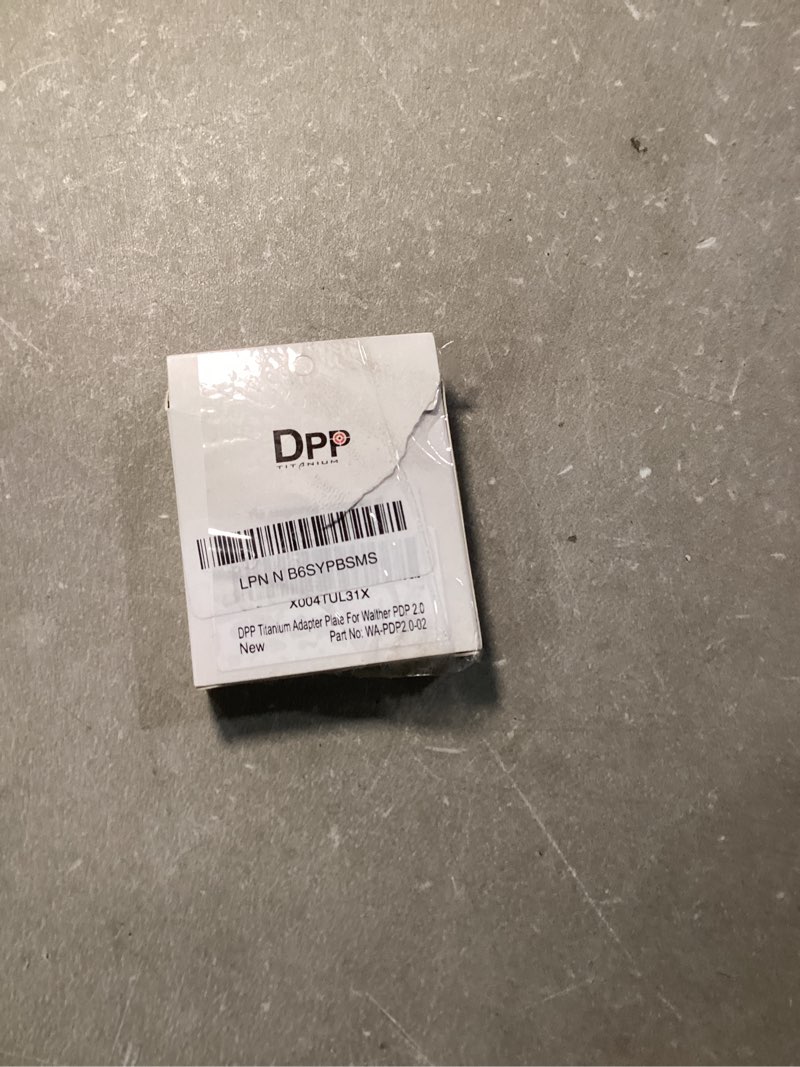 DPP
TITANIUM
LPN N B6SYPBSMS
X004TUL31X
DPP Titanium Adapter Plate For Walther PDP 2.0
Part No: WA-PDP2.0-02
New